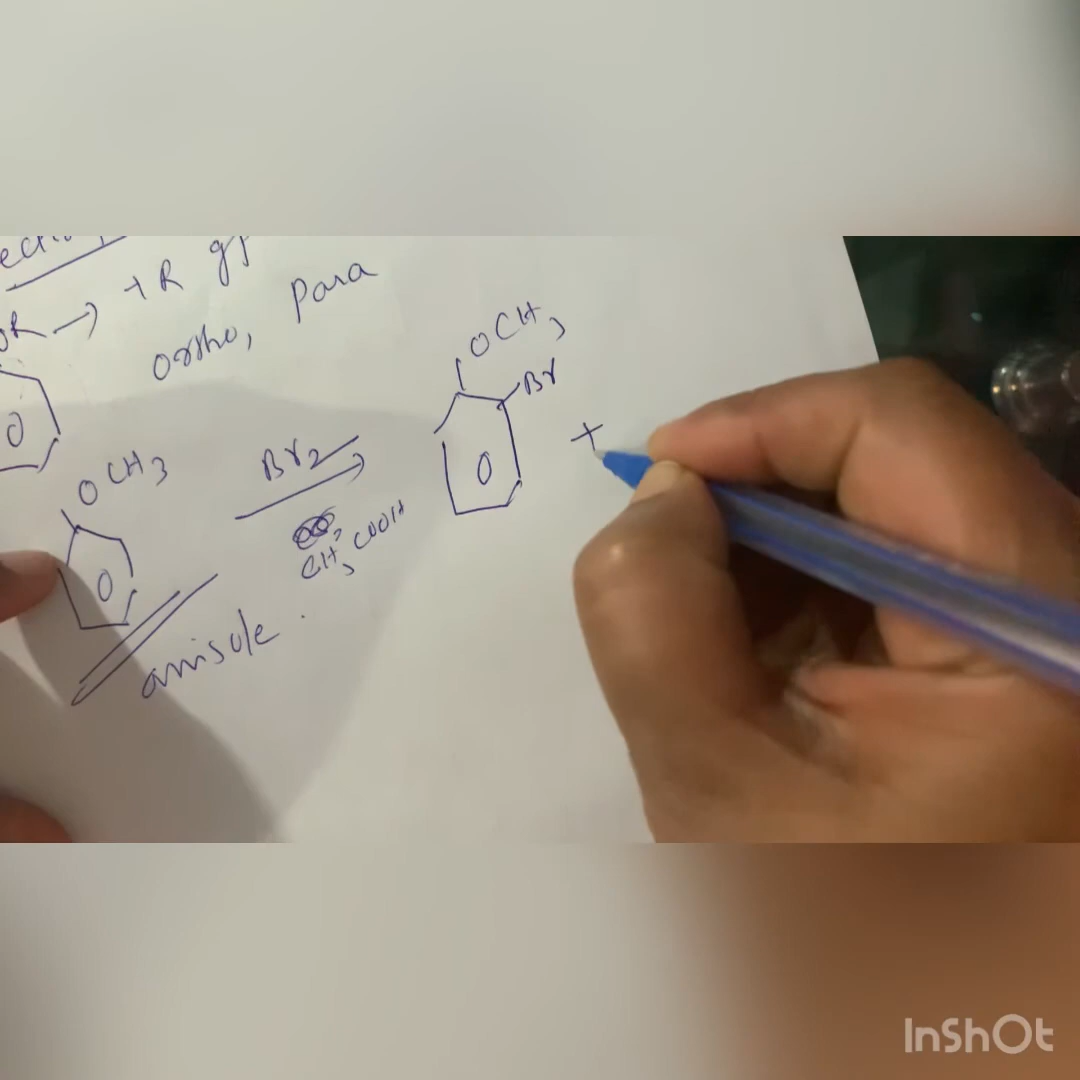 → +R
ortho, para
OCH3
Br
+
O
OCH3
Br2
CH3COOH
O
O
anisole.
InShOt